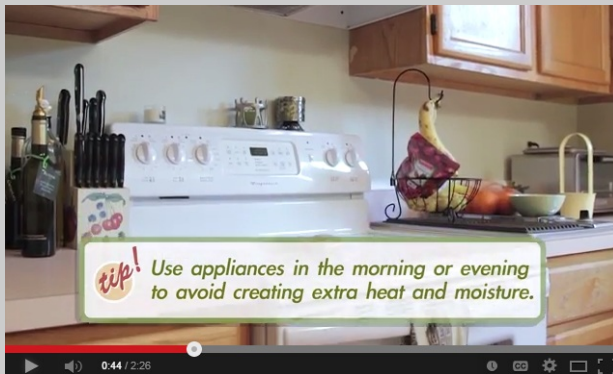 tip!
Use appliances in the morning or evening
to avoid creating extra heat and moisture.
0:44 / 2:26
CC